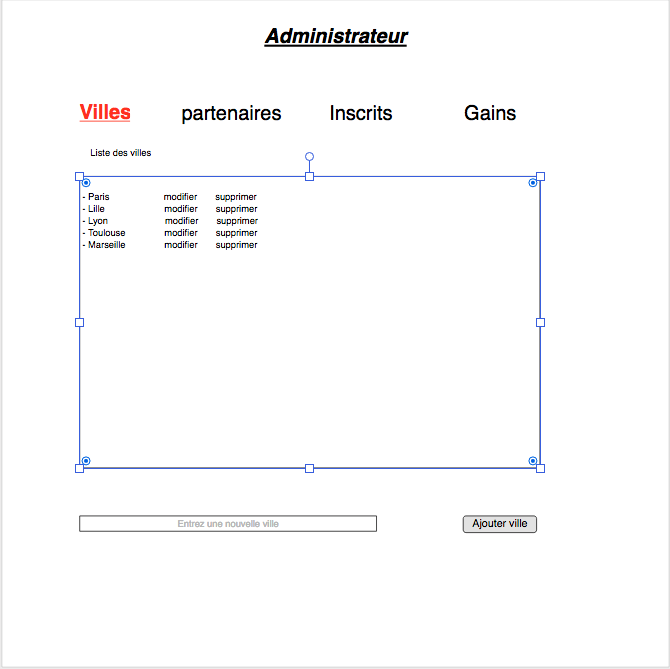 Administrateur
Villes partenaires Inscrits Gains
Liste des villes
- Paris modifier supprimer
- Lille modifier supprimer
- Lyon modifier supprimer
- Toulouse modifier supprimer
- Marseille modifier supprimer
Entrez une nouvelle ville Ajouter ville